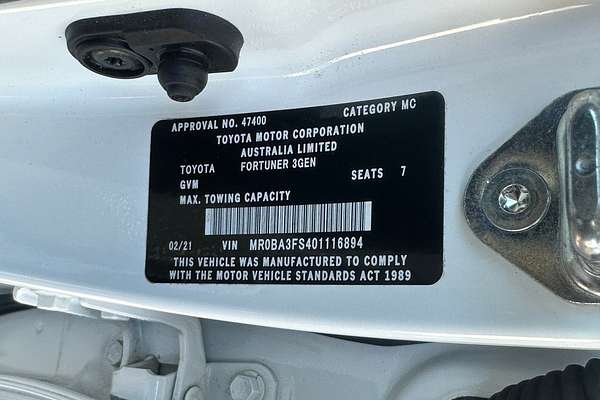 APPROVAL NO. 47400 CATEGORY MC
TOYOTA MOTOR CORPORATION
AUSTRALIA LIMITED
TOYOTA FORTUNER 3GEN
GVM SEATS 7
MAX. TOWING CAPACITY
02/21 VIN MR0BA3FS401116894
THIS VEHICLE WAS MANUFACTURED TO COMPLY
WITH THE MOTOR VEHICLE STANDARDS ACT 1989